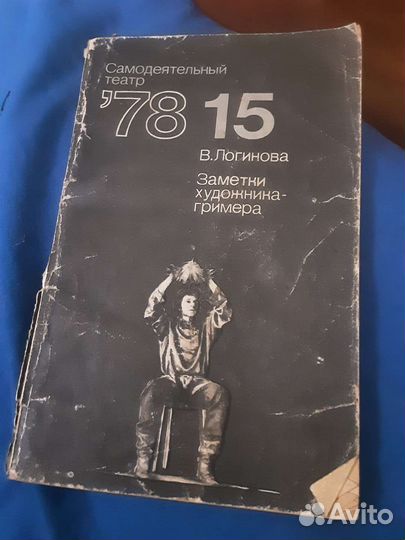 Самодеятельный
театр
'78 15
В.Логинова
Заметки
художника-
гримера
Avito